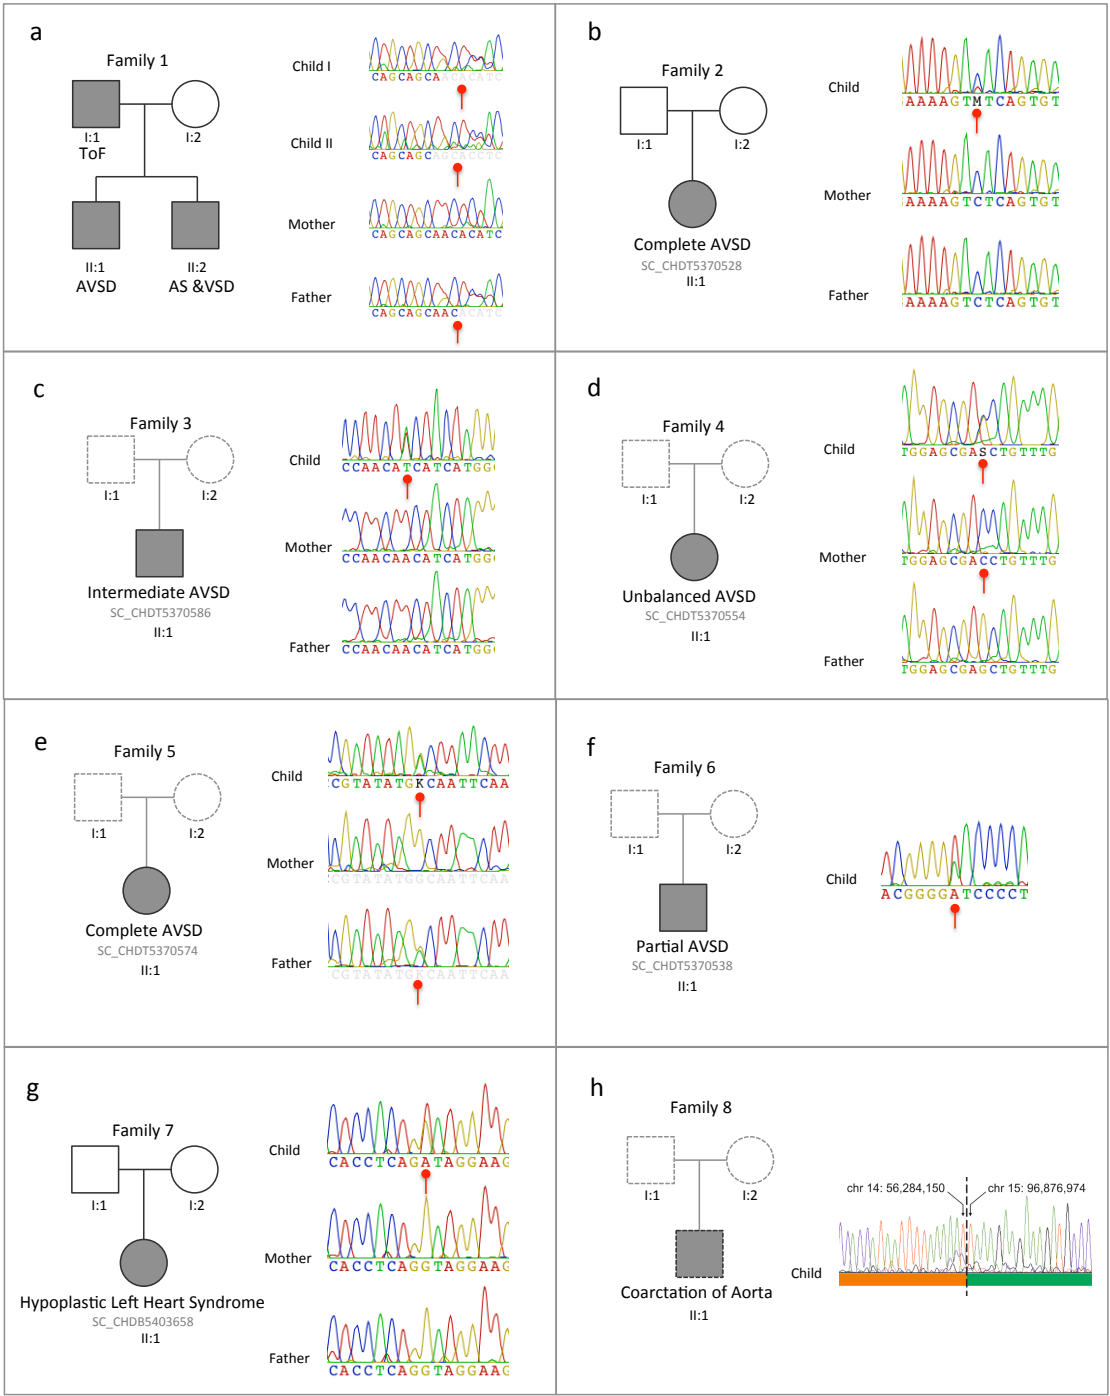 a
Family 1
I:1
I:2
ToF
II:1
II:2
AVSD
AS &VSD
Child I
CAGCAGCAACACATC
Child II
CAGCAGCAGCACCTC
Mother
CAGCAGCAACACATC
Father
CAGCAGCAACACATC
b
Family 2
I:1
I:2
Complete AVSD
SC_CHDT5370528
II:1
Child
AAAAGTMTCAGTGT
Mother
AAAAGTCTCAGTGT
Father
AAAAGTCTCAGTGT
c
Family 3
I:1
I:2
Intermediate AVSD
SC_CHDT5370586
II:1
Child
CCAACATCATCATGG
Mother
CCAACAACATCATGG
Father
CCAACAACATCATGG
d
Family 4
I:1
I:2
Unbalanced AVSD
SC_CHDT5370554
II:1
Child
TGGAGCGASCTGTTTG
Mother
TGGAGCGACCTGTTTG
Father
TGGAGCGAGCTGTTTG
e
Family 5
I:1
I:2
Complete AVSD
SC_CHDT5370574
II:1
Child
CGTATATGKCAATTCAA
Mother
CGTATATGGCAATTCAA
Father
CGTATATGKCAATTCAA
f
Family 6
I:1
I:2
Partial AVSD
SC_CHDT5370538
II:1
Child
ACGGGGATCCCCT
g
Family 7
I:1
I:2
Hypoplastic Left Heart Syndrome
SC_CHDB5403658
II:1
Child
CACCTCAGATAGGAAG
Mother
CACCTCAGGTAGGAAG
Father
CACCTCAGGTAGGAAG
h
Family 8
I:1
I:2
Coarctation of Aorta
II:1
chr 14: 56,284,150
chr 15: 96,876,974
Child